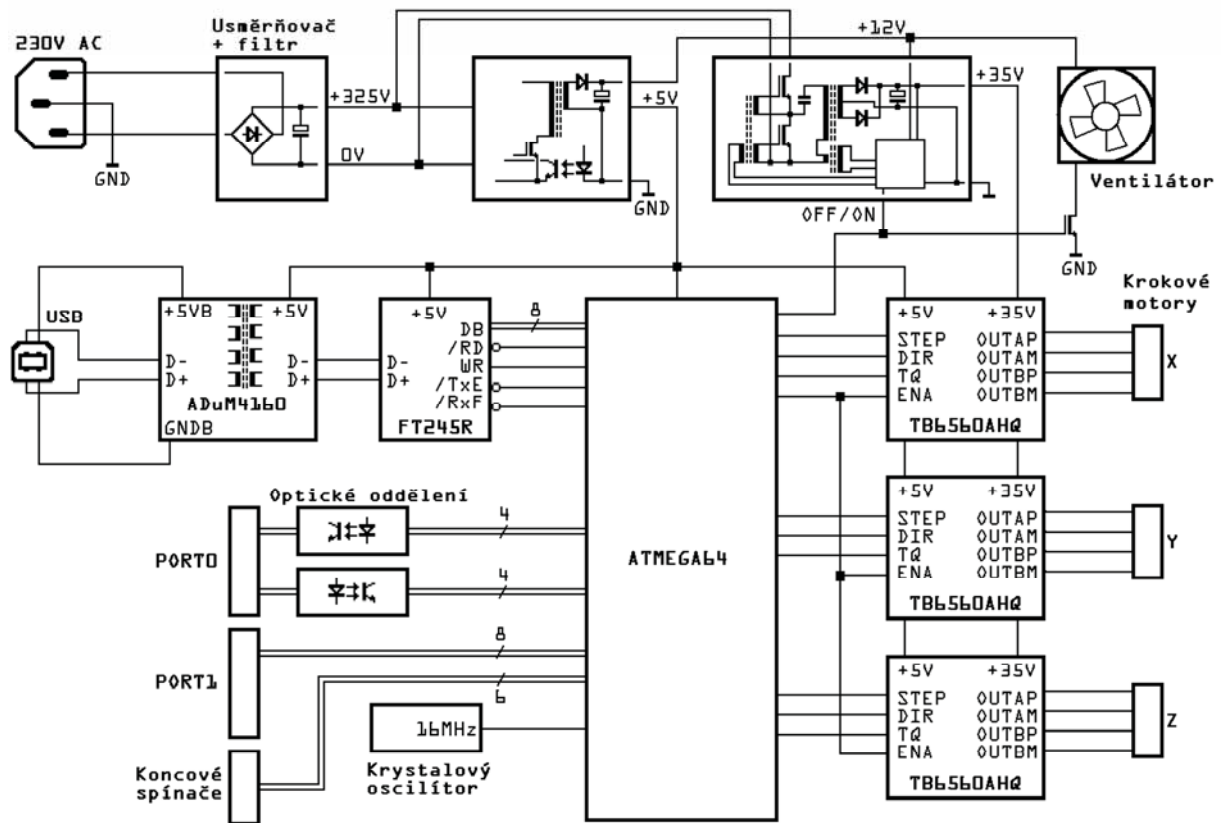 230V AC
GND
Usměrňovač
+ filtr
+325V
0V
+5V
GND
+12V
+35V
OFF/ON
Ventilátor
GND
USB
+5VB
+5V
D-
D+
D-
D+
ADuM4160
GNDB
+5V
D-
D+
DB
/RD
WR
/TxE
/RxF
FT245R
8
Optické oddělení
4
4
PORT0
8
PORT1
6
16MHz
Krystalový
oscilítor
Koncové
spínače
ATMEGA64
Krokové
motory
+5V
+35V
STEP
OUTAP
DIR
OUTAM
TQ
OUTBP
ENA
OUTBM
TB6560AHQ
X
+5V
+35V
STEP
OUTAP
DIR
OUTAM
TQ
OUTBP
ENA
OUTBM
TB6560AHQ
Y
+5V
+35V
STEP
OUTAP
DIR
OUTAM
TQ
OUTBP
ENA
OUTBM
TB6560AHQ
Z